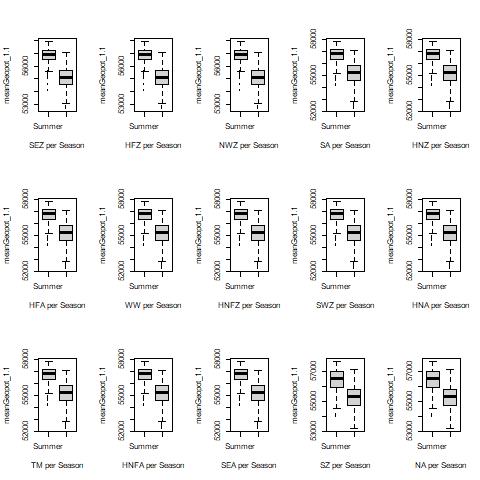 meanGeopot_1.1
53000 56000
Summer
SEZ per Season
meanGeopot_1.1
53000 56000
Summer
HFZ per Season
meanGeopot_1.1
53000 56000
Summer
NWZ per Season
meanGeopot_1.1
52000 55000 58000
Summer
SA per Season
meanGeopot_1.1
52000 55000 58000
Summer
HNZ per Season
meanGeopot_1.1
52000 55000 58000
Summer
HFA per Season
meanGeopot_1.1
52000 55000 58000
Summer
WW per Season
meanGeopot_1.1
52000 55000 58000
Summer
HNFZ per Season
meanGeopot_1.1
52000 55000 58000
Summer
SWZ per Season
meanGeopot_1.1
52000 55000 58000
Summer
HNA per Season
meanGeopot_1.1
52000 55000 58000
Summer
TM per Season
meanGeopot_1.1
52000 55000 58000
Summer
HNFA per Season
meanGeopot_1.1
52000 55000 58000
Summer
SEA per Season
meanGeopot_1.1
53000 55000 57000
Summer
SZ per Season
meanGeopot_1.1
53000 55000 57000
Summer
NA per Season